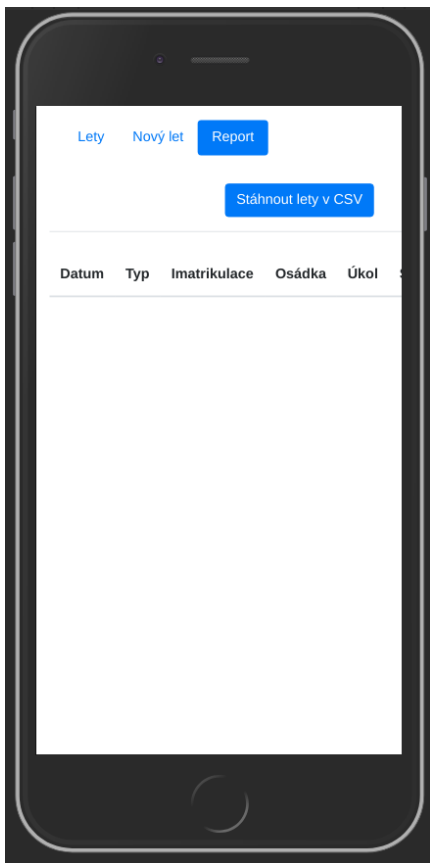 Lety Nový let Report
Stáhnout lety v CSV
Datum Typ Imatrikulace Osádka Úkol